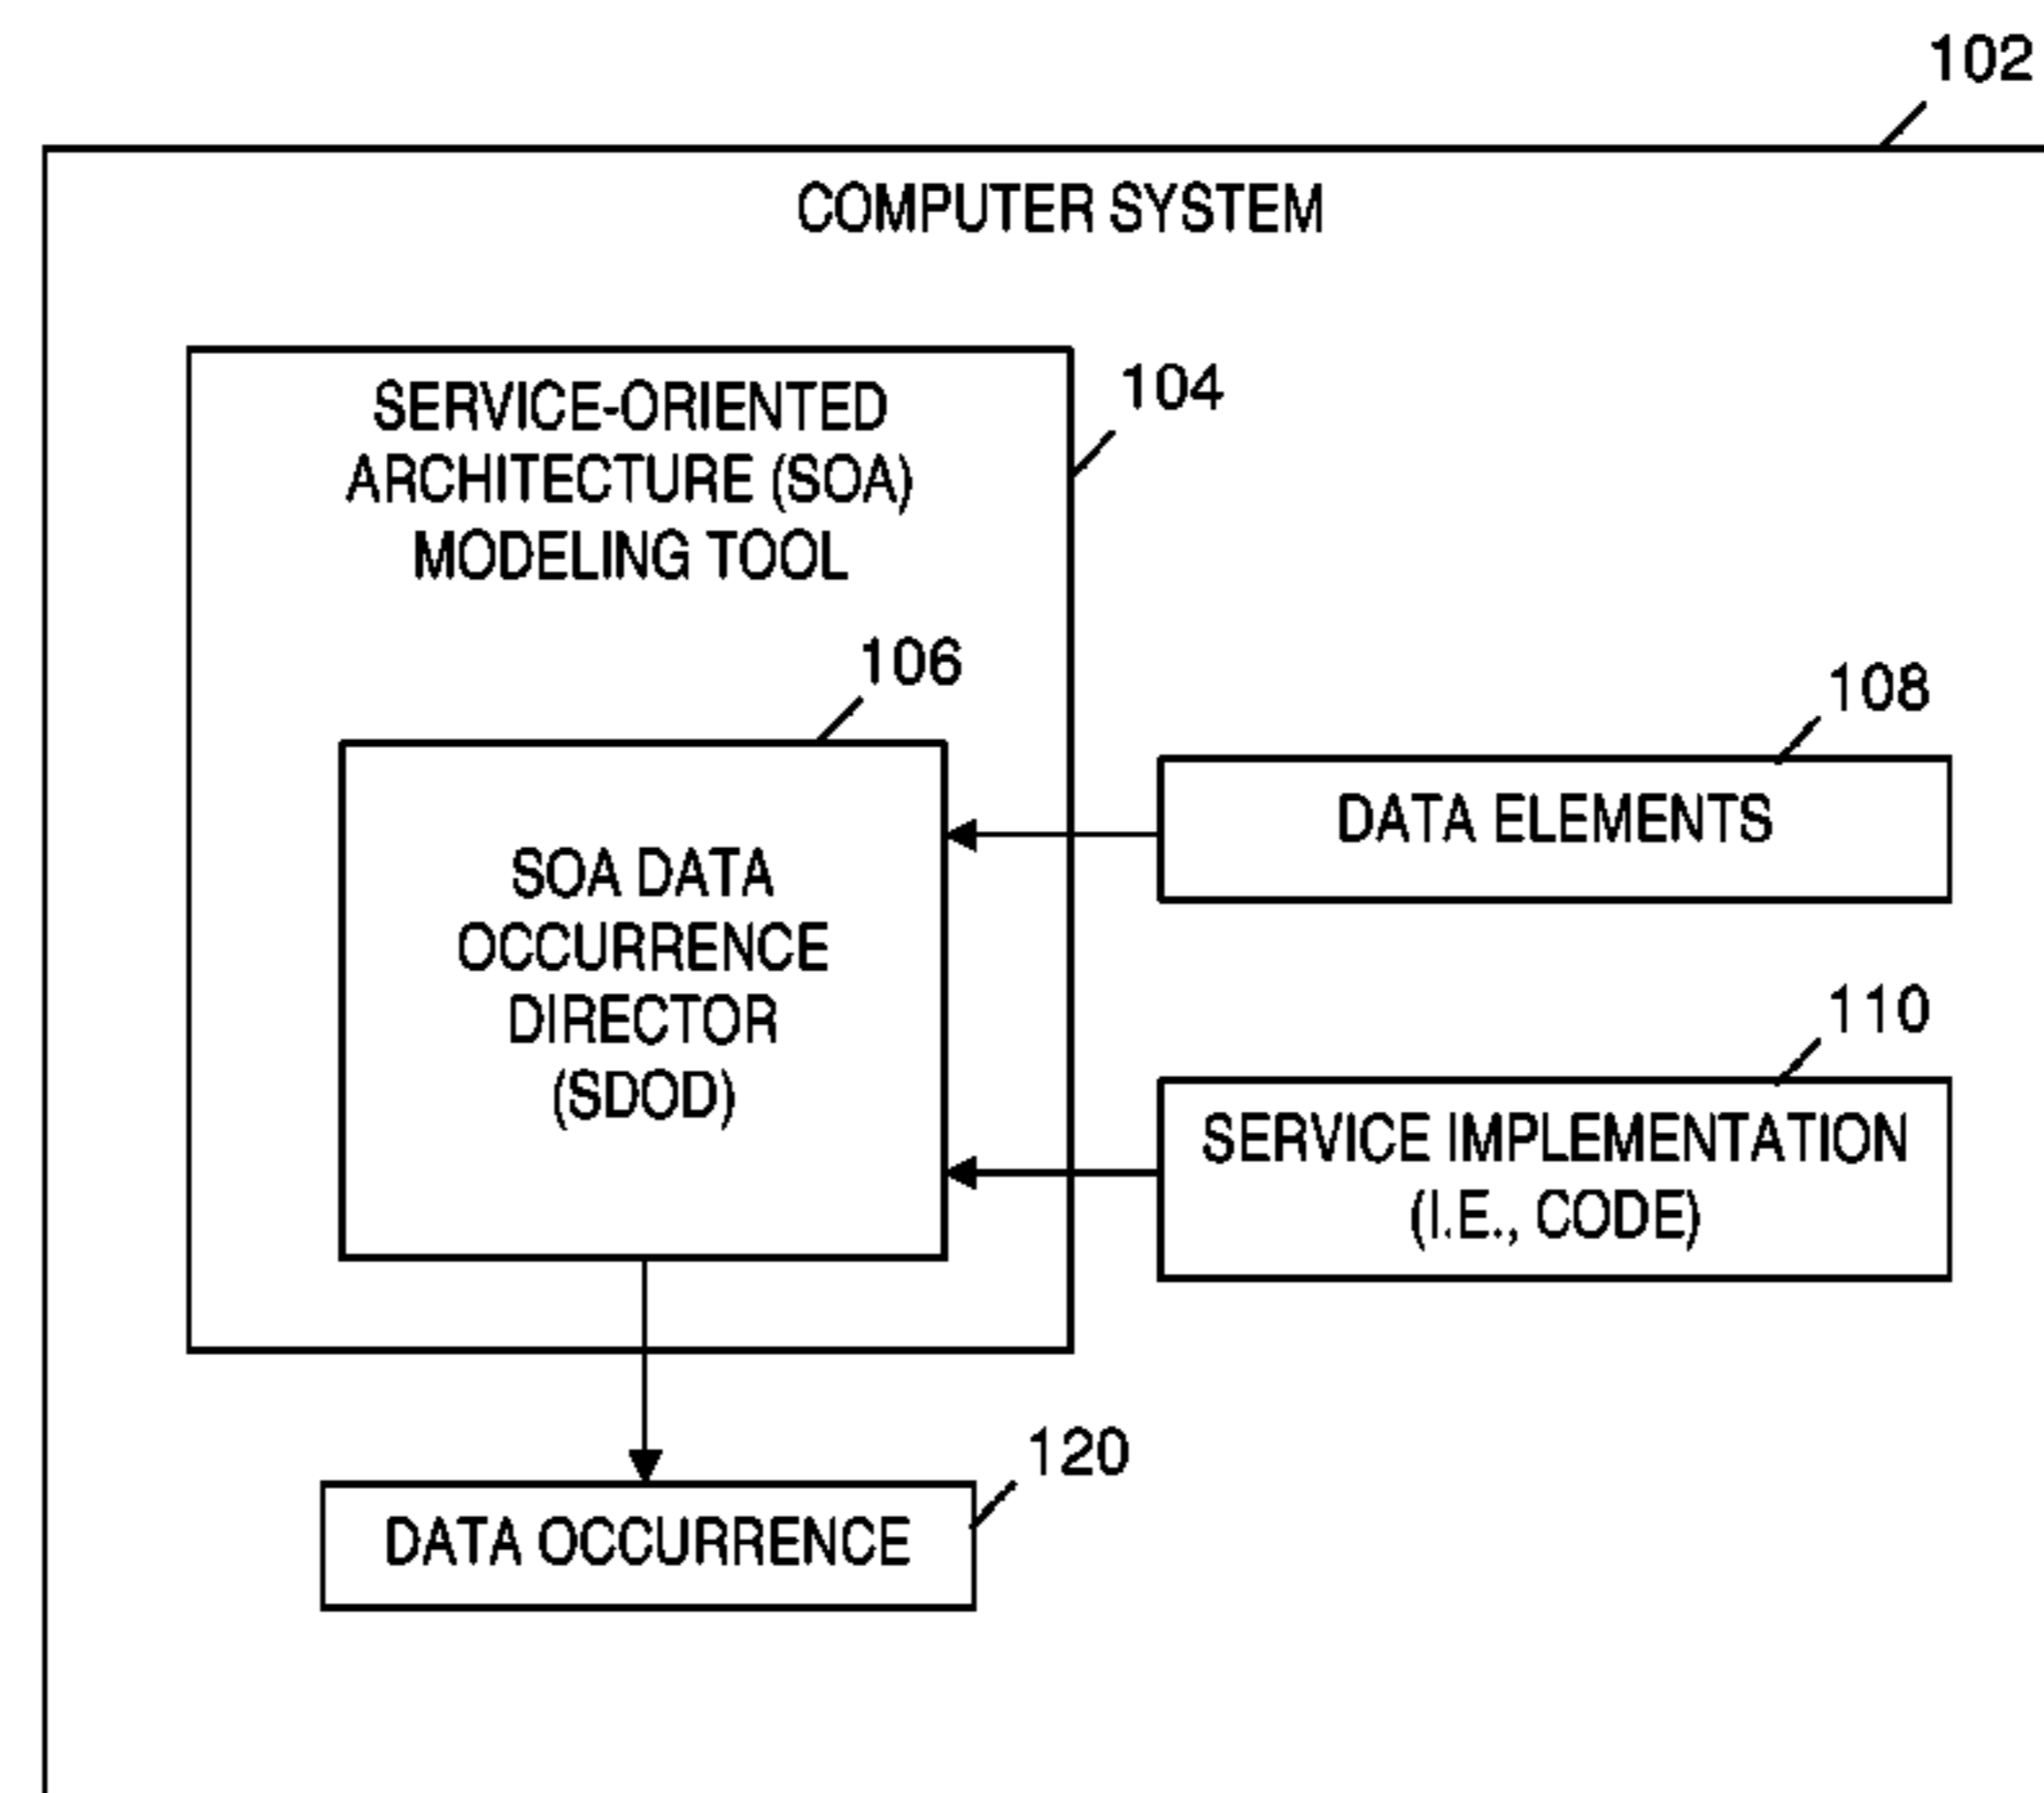 102
COMPUTER SYSTEM
SERVICE-ORIENTED
ARCHITECTURE (SOA)
MODELING TOOL
104
106
SOA DATA
OCCURRENCE
DIRECTOR
(SDOD)
108
DATA ELEMENTS
110
SERVICE IMPLEMENTATION
(I.E., CODE)
120
DATA OCCURRENCE